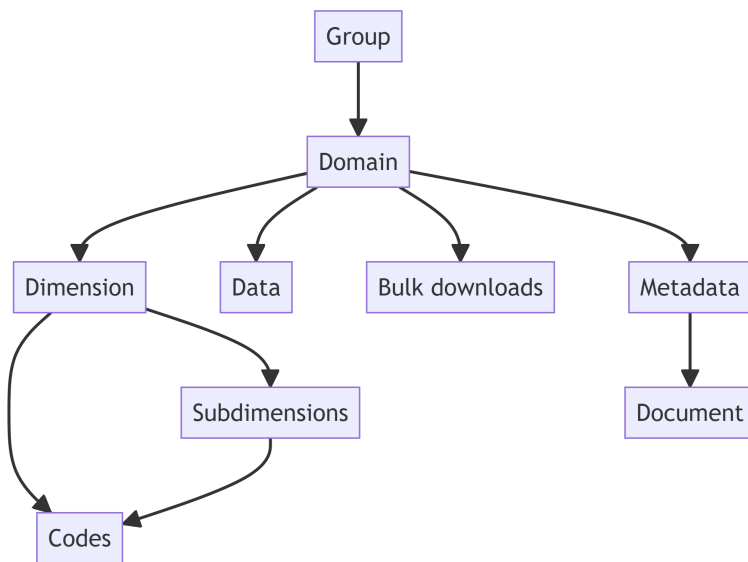 Group
Domain
Dimension
Data
Bulk downloads
Metadata
Subdimensions
Document
Codes